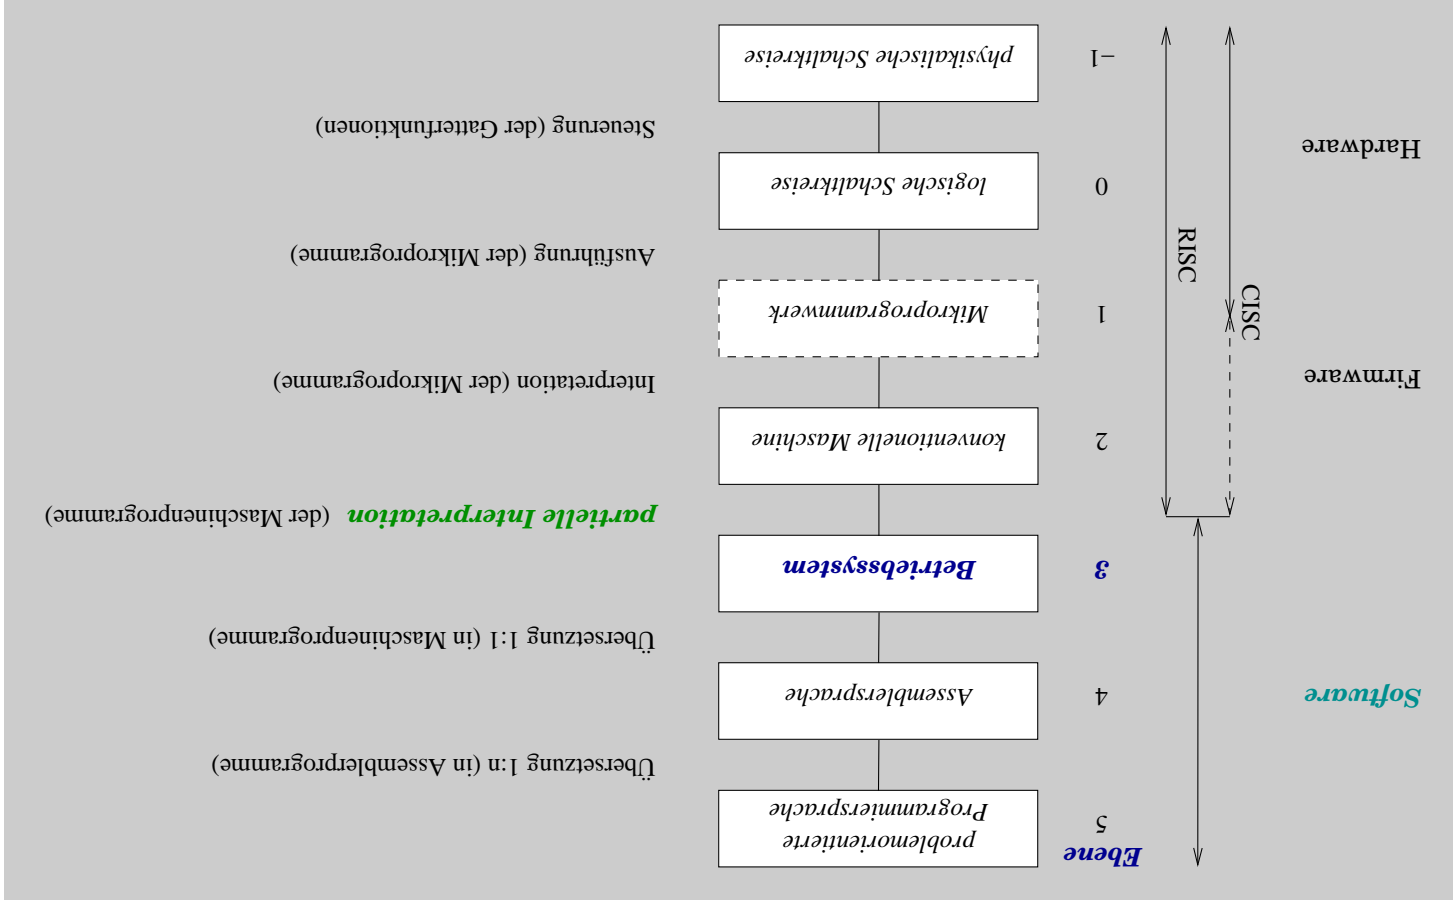 Ebene
5
problemorientierte
Programmiersprache
Übersetzung 1:n (in Assemblerprogramme)
Software
4
Assemblersprache
Übersetzung 1:1 (in Maschinenprogramme)
3
Betriebssystem
partielle Interpretation (der Maschinenprogramme)
2
konventionelle Maschine
Firmware
Interpretation (der Mikroprogramme)
CISC
1
Mikroprogrammwerk
RISC
Ausführung (der Mikroprogramme)
0
logische Schaltkreise
Hardware
Steuerung (der Gatterfunktionen)
−1
physikalische Schaltkreise